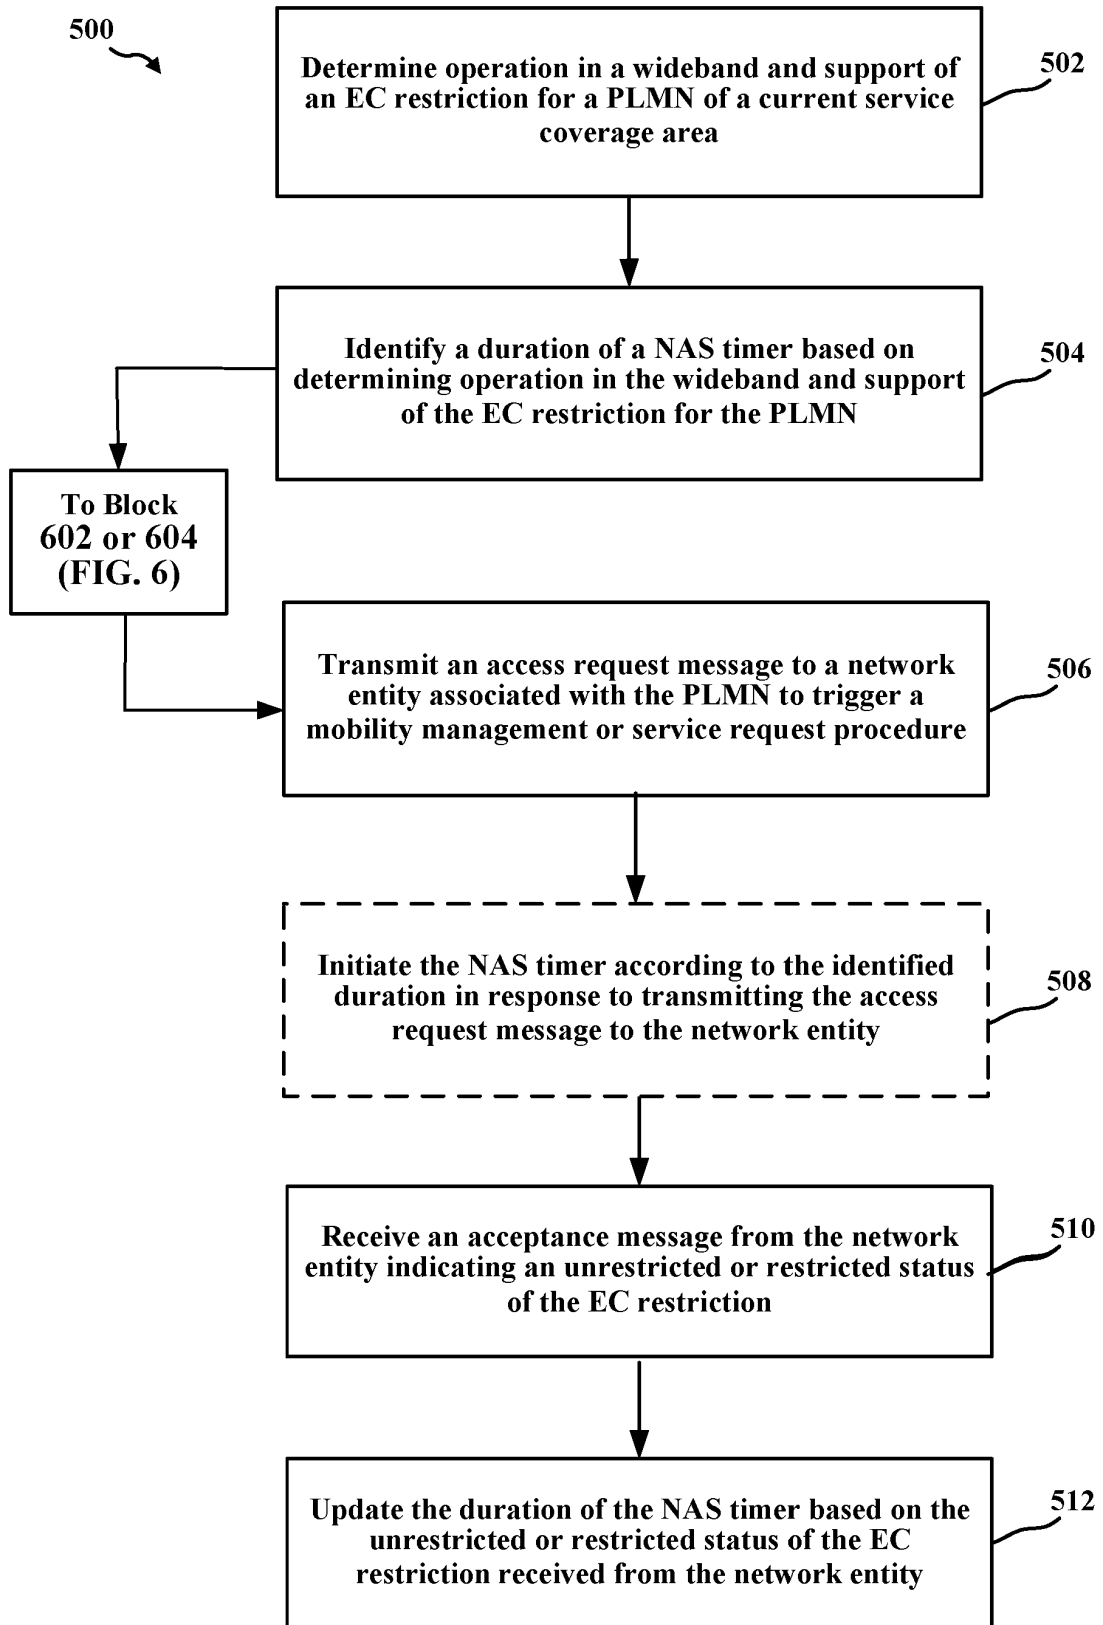 500
Determine operation in a wideband and support of
an EC restriction for a PLMN of a current service
coverage area
502
Identify a duration of a NAS timer based on
determining operation in the wideband and support
of the EC restriction for the PLMN
504
To Block
602 or 604
(FIG. 6)
Transmit an access request message to a network
entity associated with the PLMN to trigger a
mobility management or service request procedure
506
Initiate the NAS timer according to the identified
duration in response to transmitting the access
request message to the network entity
508
Receive an acceptance message from the network
entity indicating an unrestricted or restricted status
of the EC restriction
510
Update the duration of the NAS timer based on the
unrestricted or restricted status of the EC
restriction received from the network entity
512